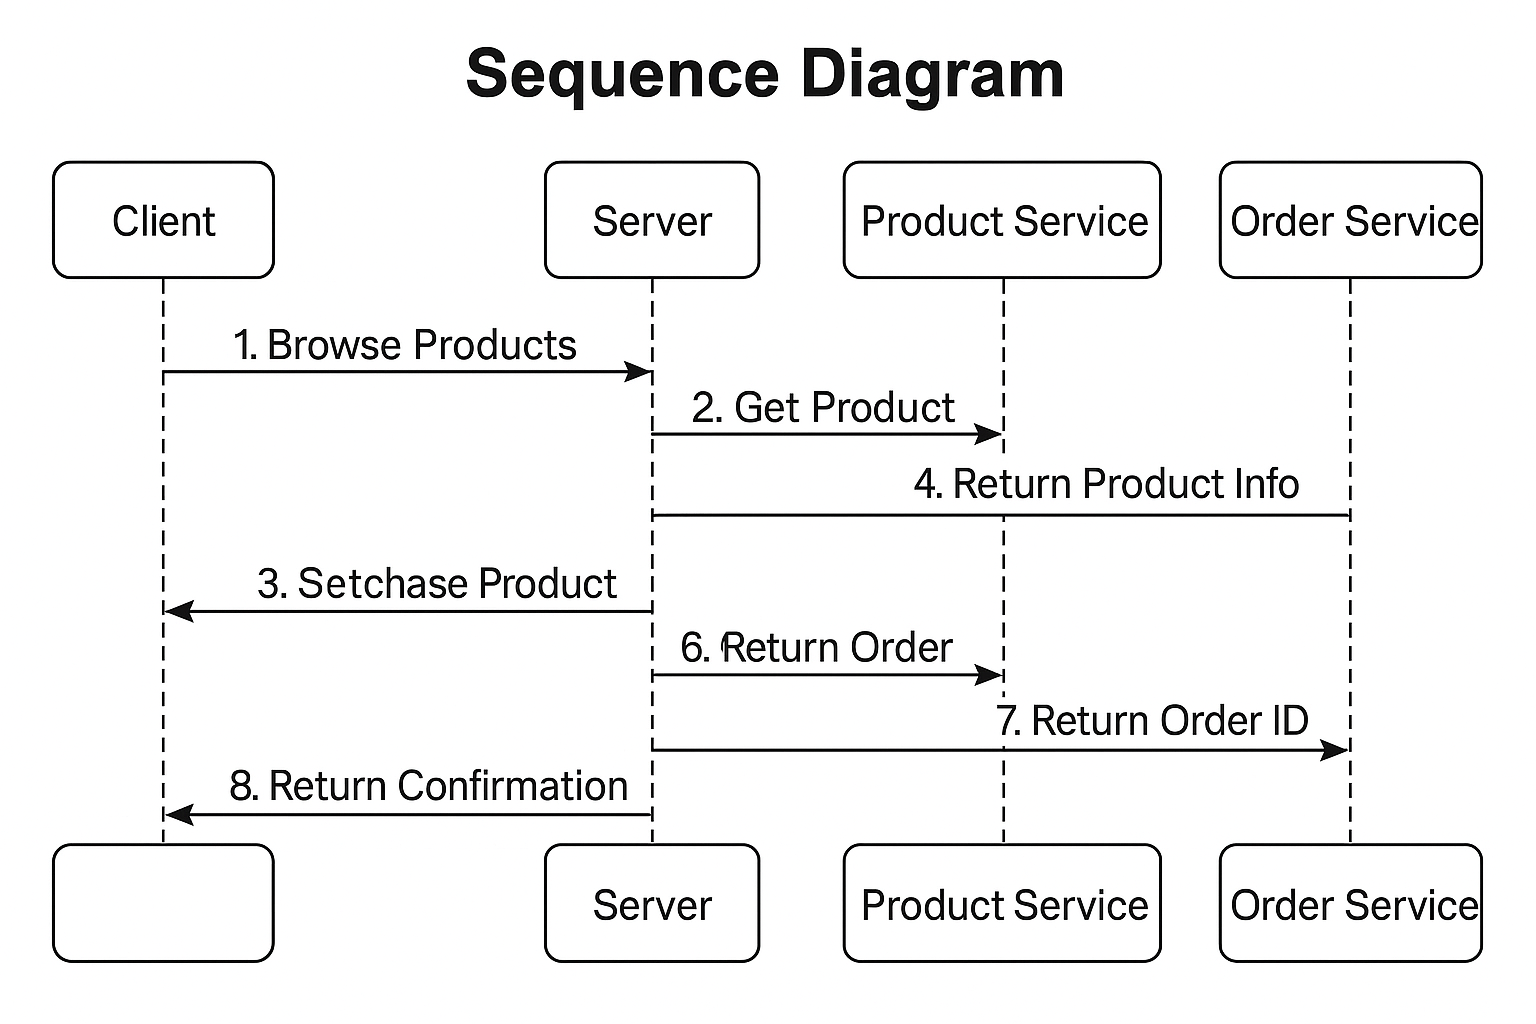 Sequence Diagram
Client
Server
Product Service
Order Service
1. Browse Products
2. Get Product
4. Return Product Info
3. Setchase Product
6. Return Order
7. Return Order ID
8. Return Confirmation
Server
Product Service
Order Service